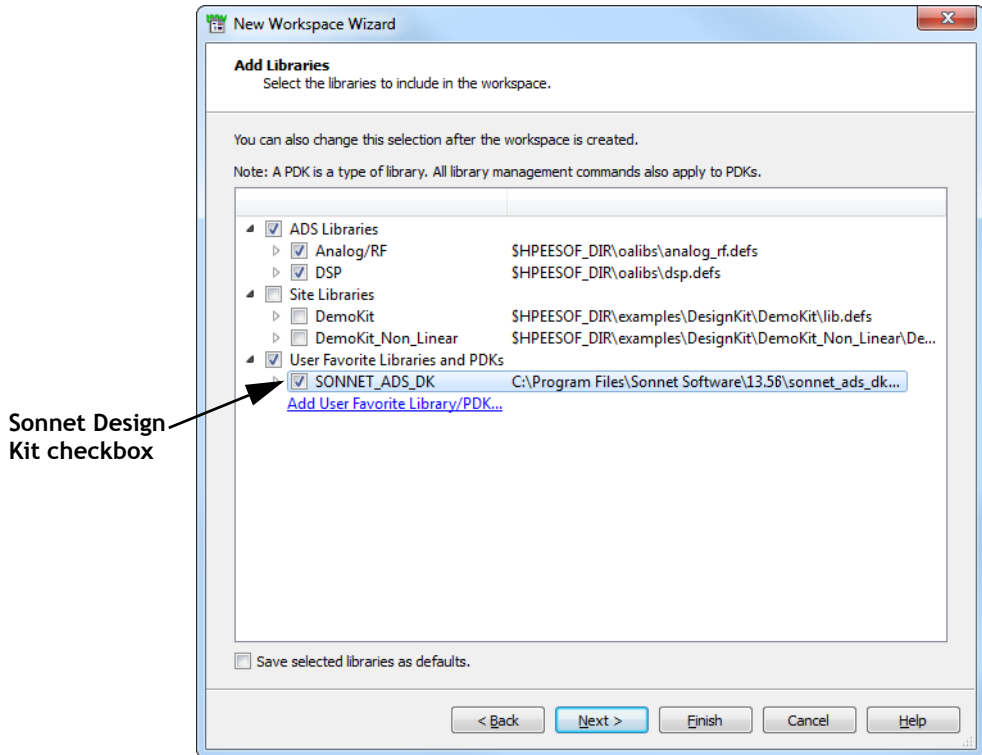 New Workspace Wizard
Add Libraries
Select the libraries to include in the workspace.
You can also change this selection after the workspace is created.
Note: A PDK is a type of library. All library management commands also apply to PDKs.
ADS Libraries
Analog/RF $HPEESOF_DIR\oalibs\analog_rf.defs
DSP $HPEESOF_DIR\oalibs\dsp.defs
Site Libraries
DemoKit $HPEESOF_DIR\examples\DesignKit\DemoKit\lib.defs
DemoKit_Non_Linear $HPEESOF_DIR\examples\DesignKit\DemoKit_Non_Linear\De...
User Favorite Libraries and PDKs
SONNET_ADS_DK C:\Program Files\Sonnet Software\13.56\sonnet_ads_dk...
Add User Favorite Library/PDK...
Sonnet Design
Kit checkbox
Save selected libraries as defaults.
< Back Next > Finish Cancel Help